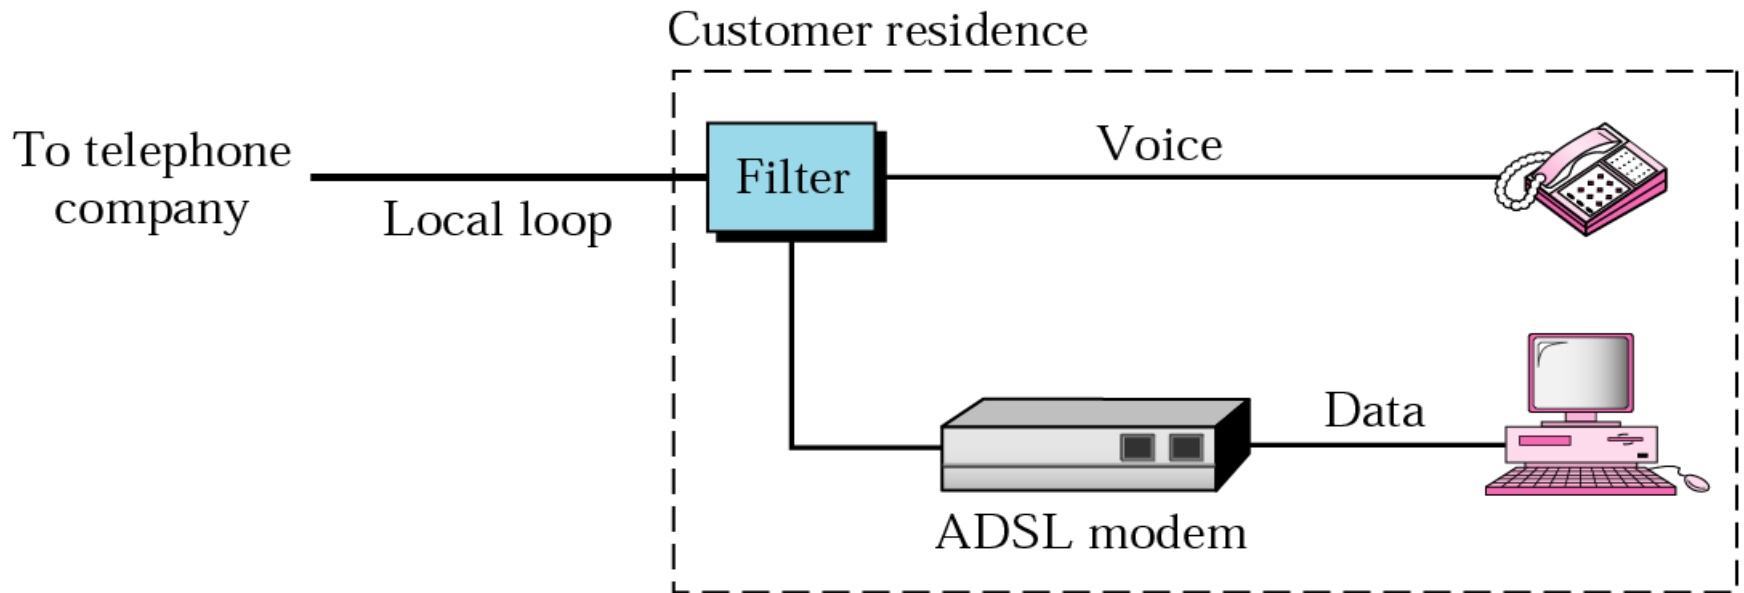 Customer residence
To telephone
company
Local loop
Filter
Voice
Data
ADSL modem